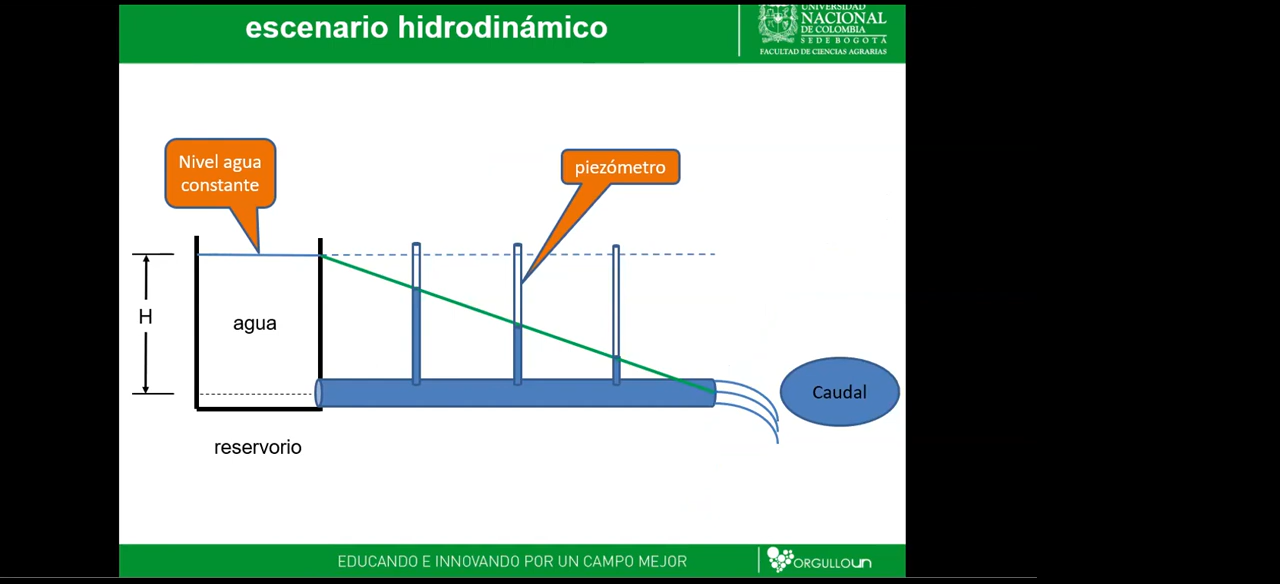 escenario hidrodinámico
UNIVERSIDAD
NACIONAL
DE COLOMBIA
SEDE BOGOTÁ
FACULTAD DE CIENCIAS AGRARIAS
Nivel agua
constante
piezómetro
H
agua
Caudal
reservorio
EDUCANDO E INNOVANDO POR UN CAMPO MEJOR
ORGULLOUN